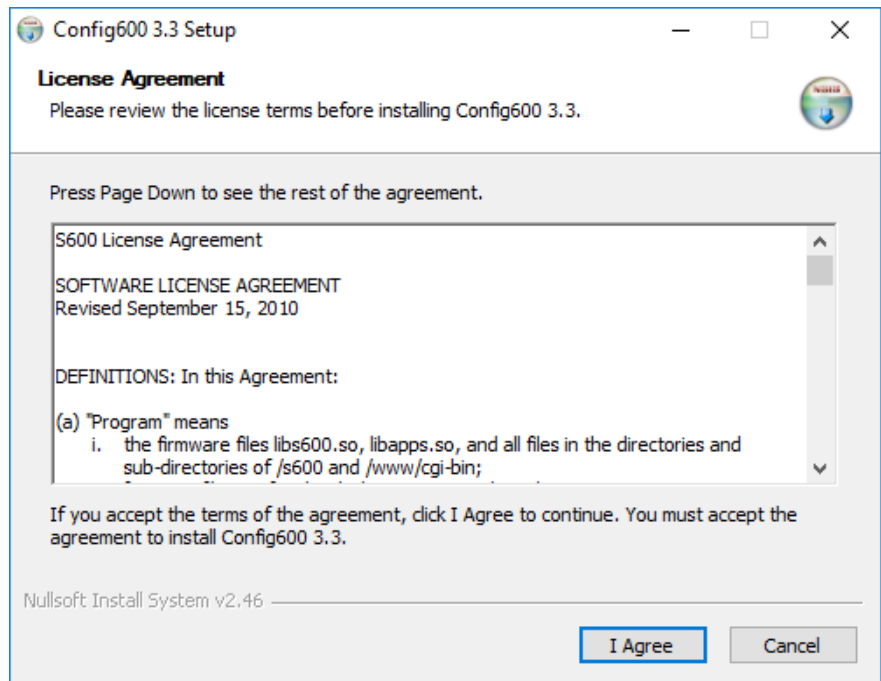 Config600 3.3 Setup
License Agreement
Please review the license terms before installing Config600 3.3.
Press Page Down to see the rest of the agreement.
S600 License Agreement
SOFTWARE LICENSE AGREEMENT
Revised September 15, 2010
DEFINITIONS: In this Agreement:
(a) "Program" means
i. the firmware files libs600.so, libapps.so, and all files in the directories and
sub-directories of /s600 and /www/cgi-bin;
If you accept the terms of the agreement, click I Agree to continue. You must accept the
agreement to install Config600 3.3.
Nullsoft Install System v2.46
I Agree
Cancel